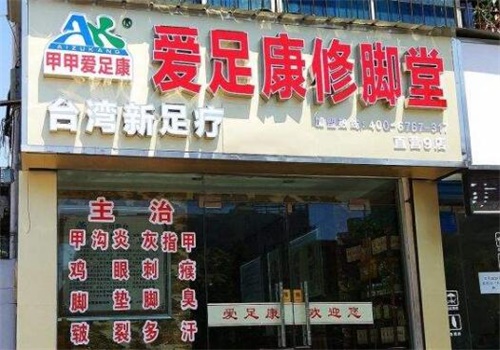 AK
AIZUKANG
甲甲爱足康
爱足康修脚堂
台湾新足疗
直营9店
主治
甲沟炎灰指甲
鸡眼刺瘊
脚垫脚臭
皲裂多汗
爱足康 欢迎您